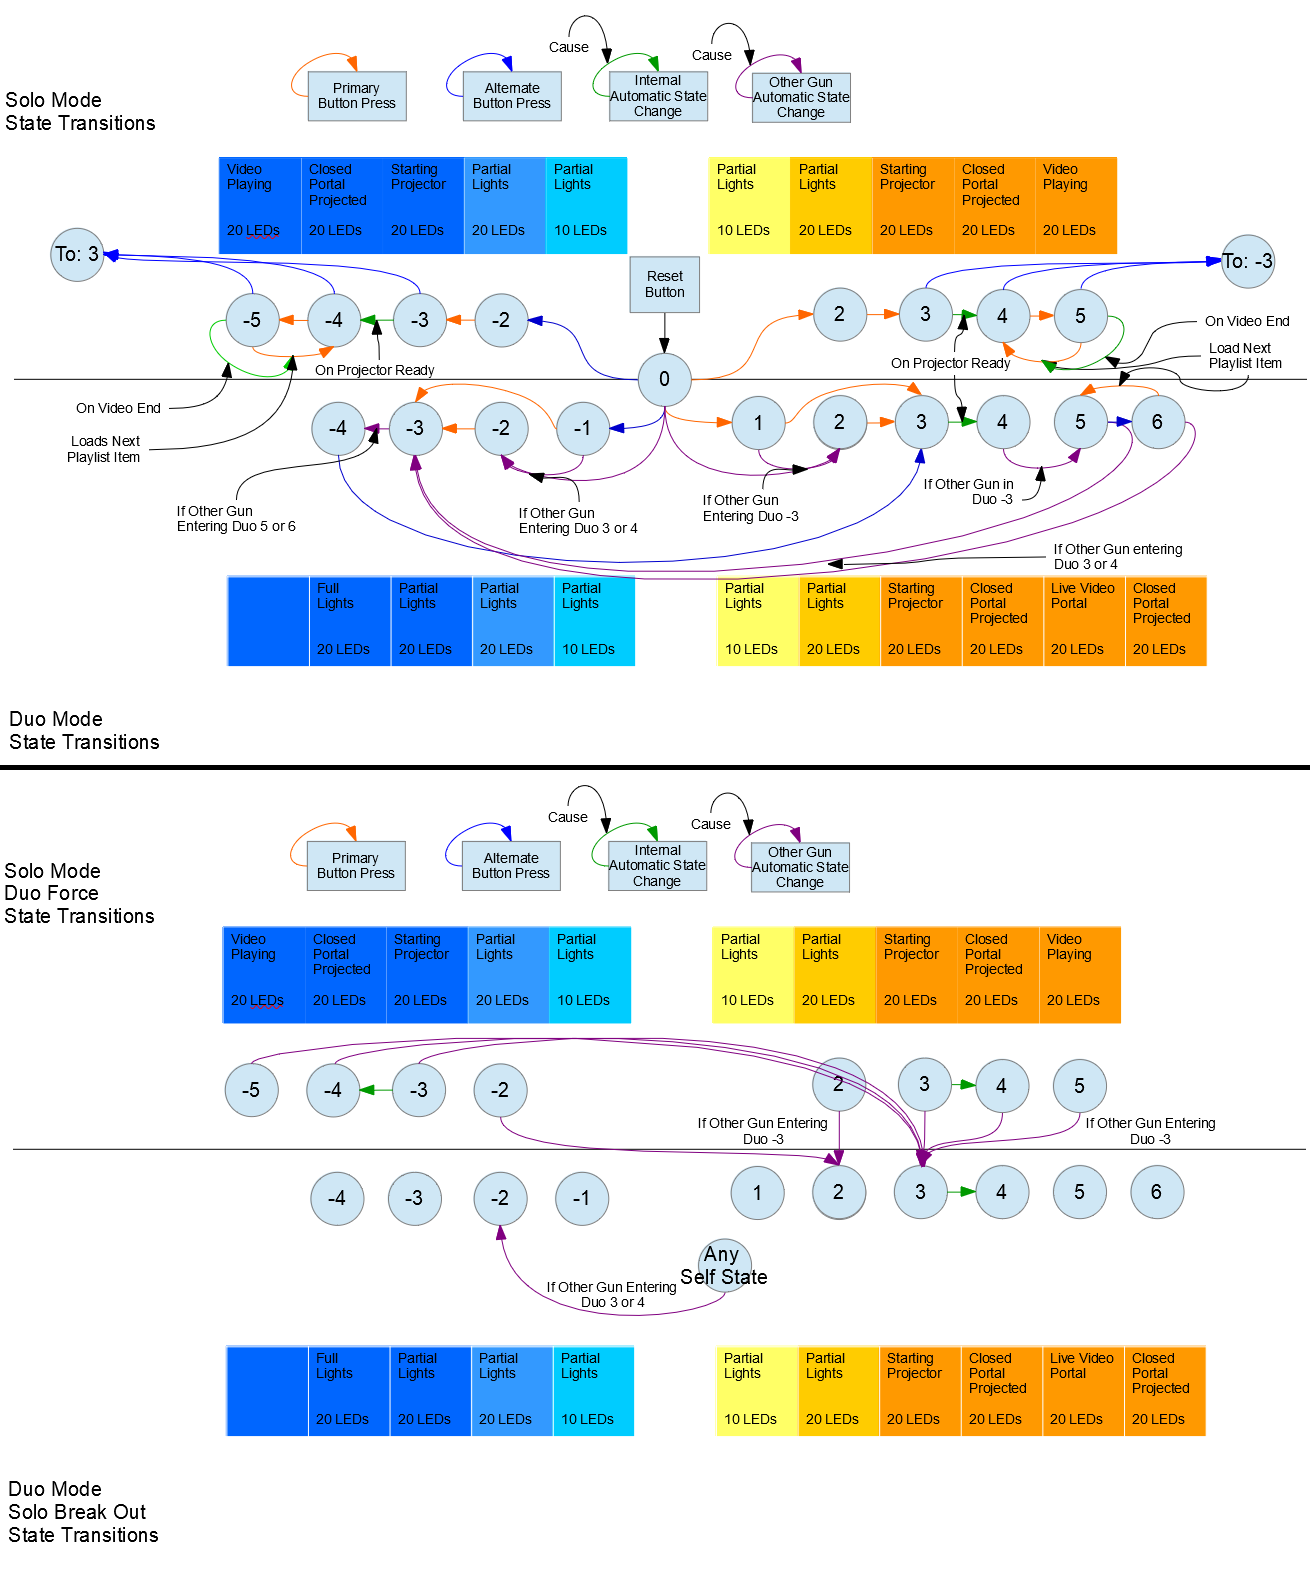 Cause
Cause
Primary
Button Press
Alternate
Button Press
Internal
Automatic State
Change
Other Gun
Automatic State
Change
Solo Mode
State Transitions
Video
Playing
20 LEDs
Closed
Portal
Projected
20 LEDs
Starting
Projector
20 LEDs
Partial
Lights
20 LEDs
Partial
Lights
10 LEDs
Partial
Lights
10 LEDs
Partial
Lights
20 LEDs
Starting
Projector
20 LEDs
Closed
Portal
Projected
20 LEDs
Video
Playing
20 LEDs
To: 3
Reset
Button
To: -3
-5
-4
-3
-2
2
3
4
5
On Projector Ready
0
On Projector Ready
On Video End
Load Next
Playlist Item
On Video End
Loads Next
Playlist Item
-4
-3
-2
-1
1
2
3
4
5
6
If Other Gun
Entering Duo 5 or 6
If Other Gun
Entering Duo 3 or 4
If Other Gun
Entering Duo -3
If Other Gun in
Duo -3
If Other Gun entering
Duo 3 or 4
Full
Lights
20 LEDs
Partial
Lights
20 LEDs
Partial
Lights
20 LEDs
Partial
Lights
10 LEDs
Partial
Lights
10 LEDs
Partial
Lights
20 LEDs
Starting
Projector
20 LEDs
Closed
Portal
Projected
20 LEDs
Live Video
Portal
20 LEDs
Closed
Portal
Projected
20 LEDs
Duo Mode
State Transitions
Cause
Cause
Primary
Button Press
Alternate
Button Press
Internal
Automatic State
Change
Other Gun
Automatic State
Change
Solo Mode
Duo Force
State Transitions
Video
Playing
20 LEDs
Closed
Portal
Projected
20 LEDs
Starting
Projector
20 LEDs
Partial
Lights
20 LEDs
Partial
Lights
10 LEDs
Partial
Lights
10 LEDs
Partial
Lights
20 LEDs
Starting
Projector
20 LEDs
Closed
Portal
Projected
20 LEDs
Video
Playing
20 LEDs
-5
-4
-3
-2
2
3
4
5
If Other Gun Entering
Duo -3
If Other Gun Entering
Duo -3
-4
-3
-2
-1
1
2
3
4
5
6
Any
Self State
If Other Gun Entering
Duo 3 or 4
Full
Lights
20 LEDs
Partial
Lights
20 LEDs
Partial
Lights
20 LEDs
Partial
Lights
10 LEDs
Partial
Lights
10 LEDs
Partial
Lights
20 LEDs
Starting
Projector
20 LEDs
Closed
Portal
Projected
20 LEDs
Live Video
Portal
20 LEDs
Closed
Portal
Projected
20 LEDs
Duo Mode
Solo Break Out
State Transitions